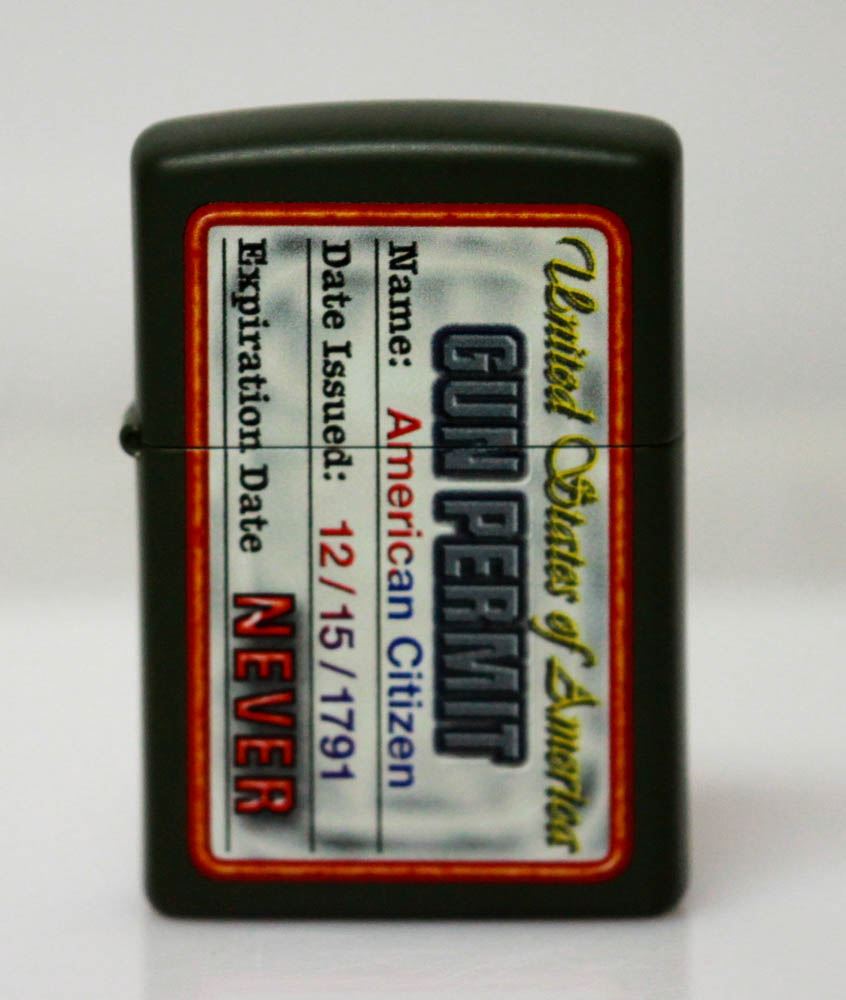 United States of America
GUN PERMIT
Name: American Citizen
Date Issued: 12/15/1791
Expiration Date NEVER